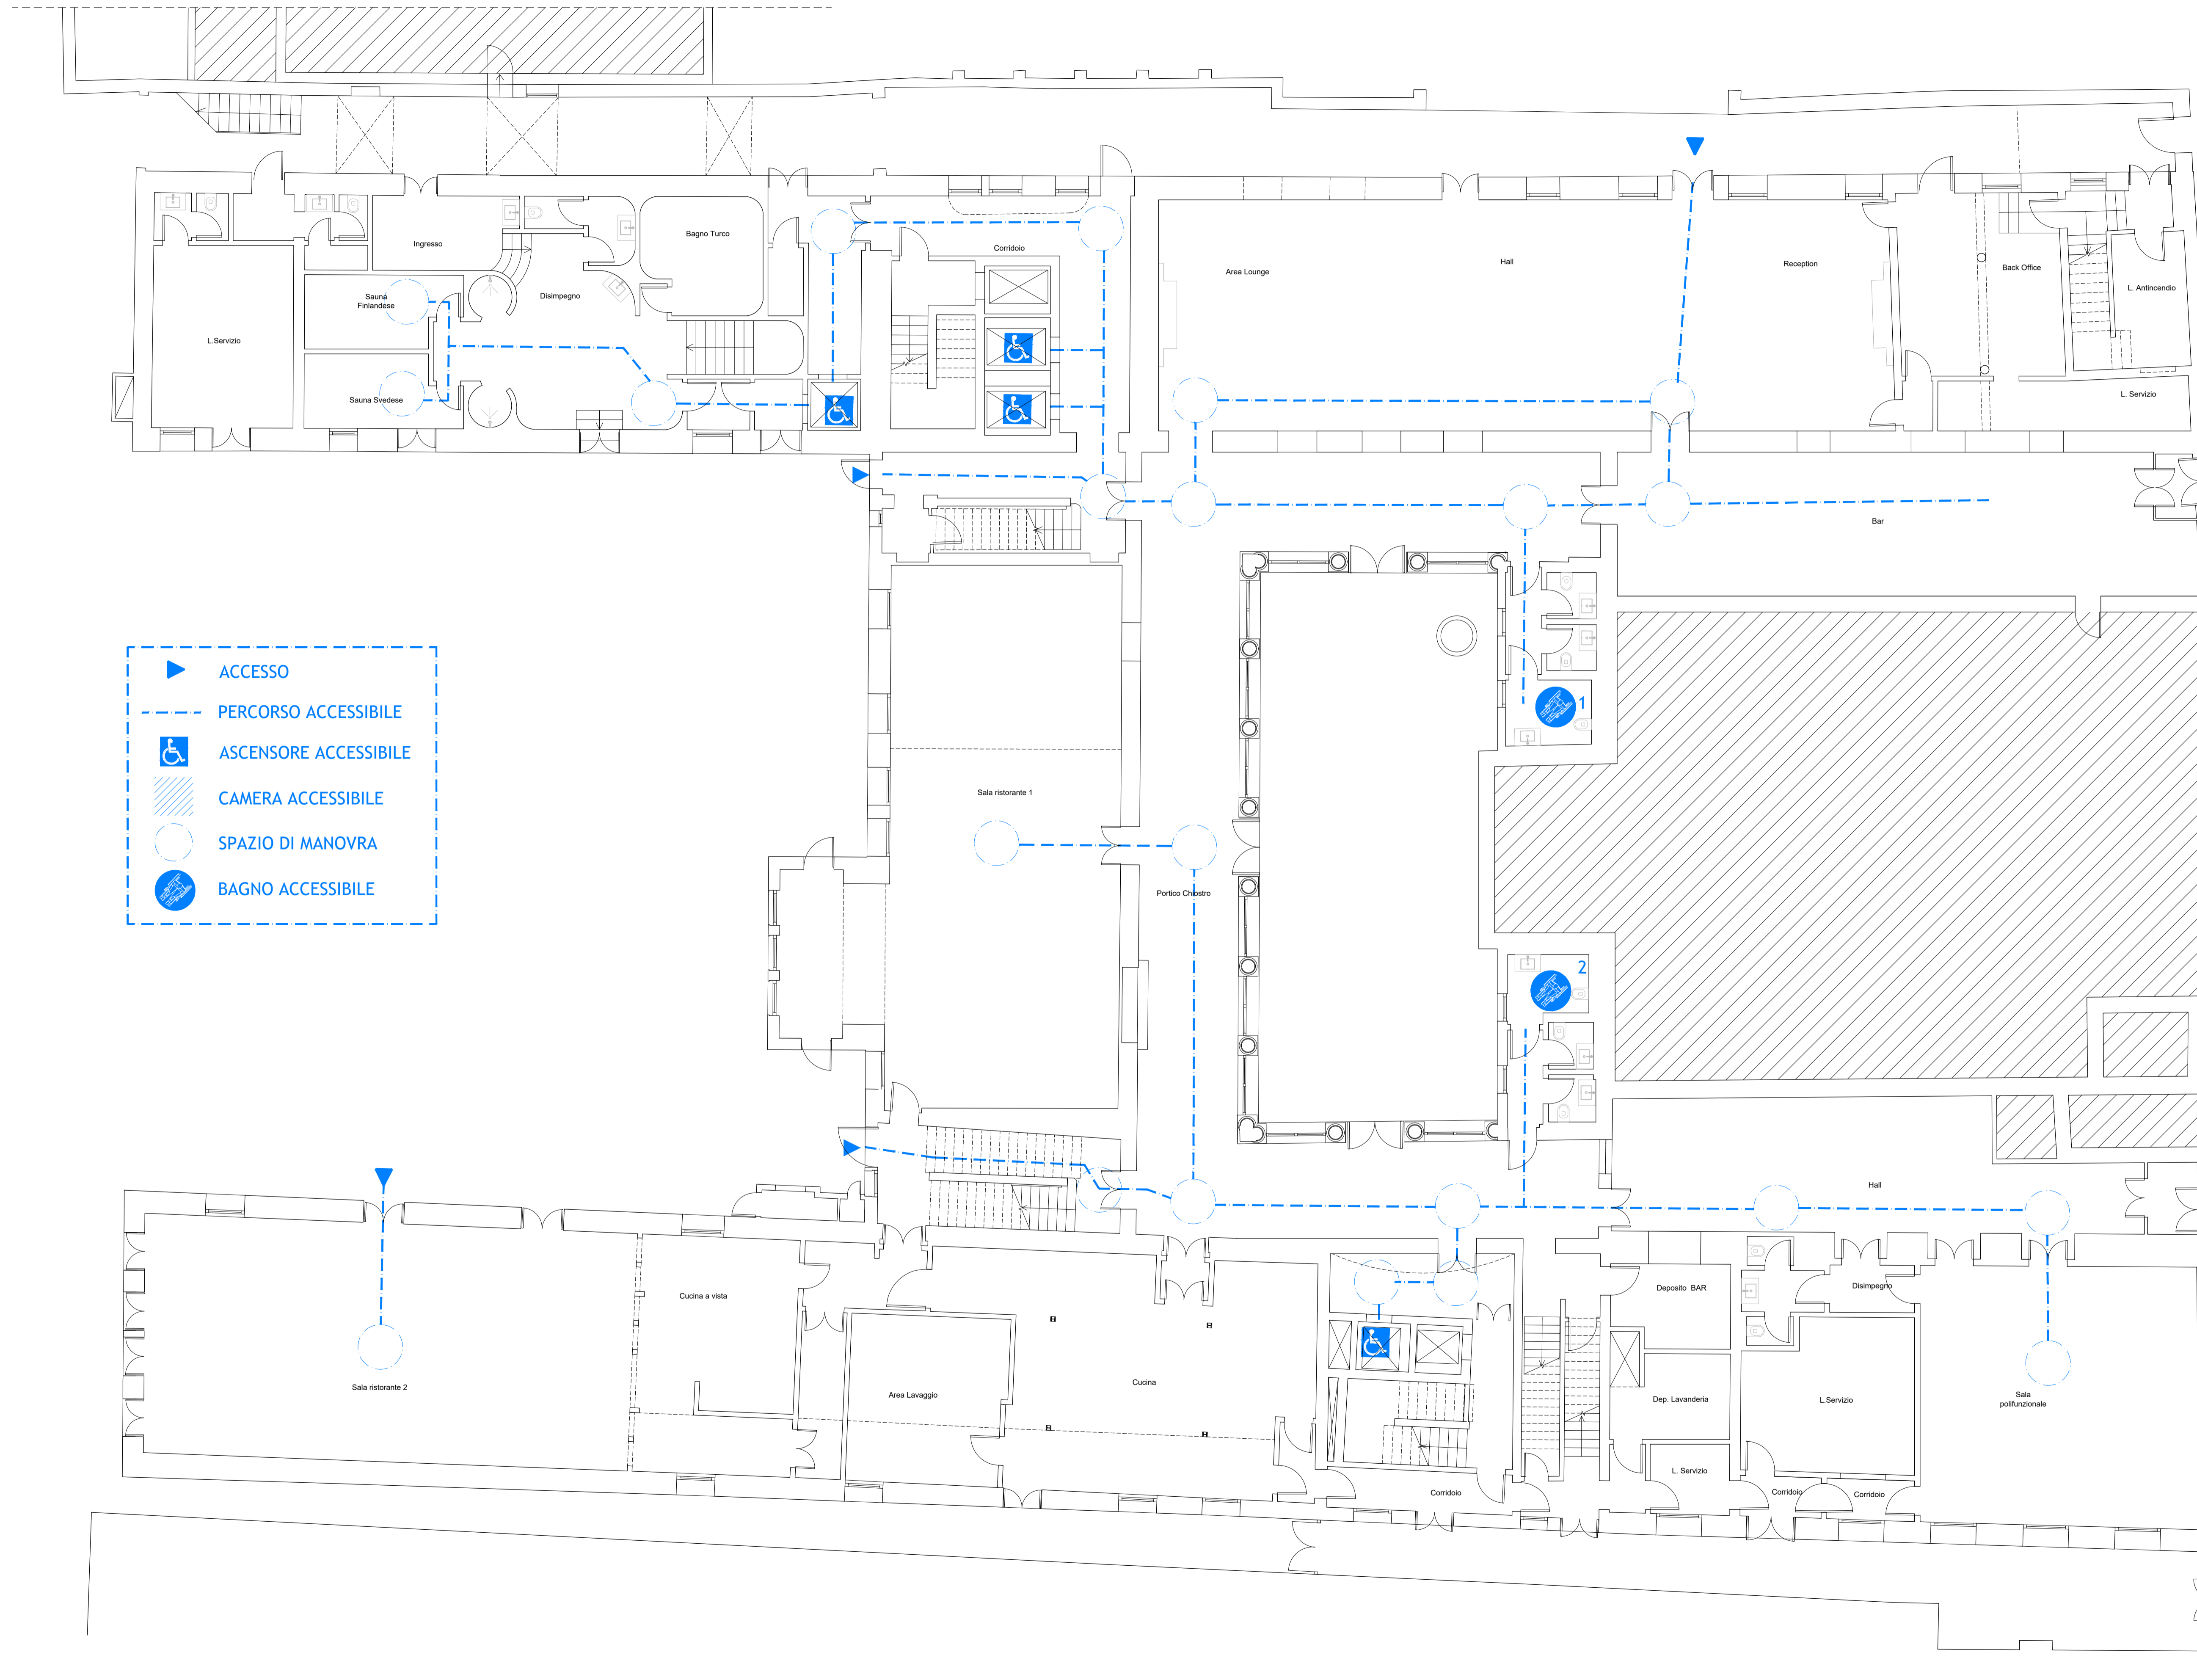 Bagno Turco
Ingresso
Corridoio
Area Lounge
Hall
Reception
Back Office
L. Antincendio
Sauna
Finlandese
Disimpegno
L.Servizio
Sauna Svedese
L. Servizio
Bar
ACCESSO
PERCORSO ACCESSIBILE
ASCENSORE ACCESSIBILE
CAMERA ACCESSIBILE
SPAZIO DI MANOVRA
BAGNO ACCESSIBILE
1
Sala ristorante 1
Portico Chiostro
2
Hall
Cucina a vista
Deposito BAR
Disimpegno
Sala ristorante 2
Area Lavaggio
Cucina
Dep. Lavanderia
L.Servizio
Sala
polifunzionale
L. Servizio
Corridoio
Corridoio
Corridoio